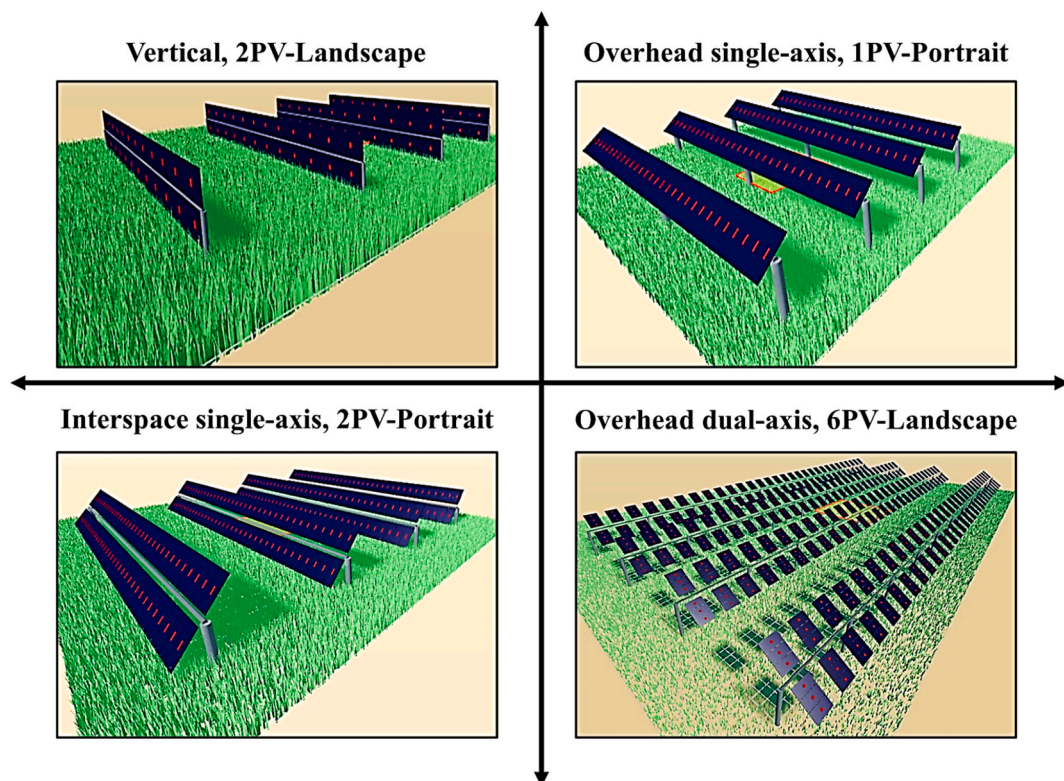 Vertical, 2PV-Landscape
Overhead single-axis, 1PV-Portrait
Interspace single-axis, 2PV-Portrait
Overhead dual-axis, 6PV-Landscape